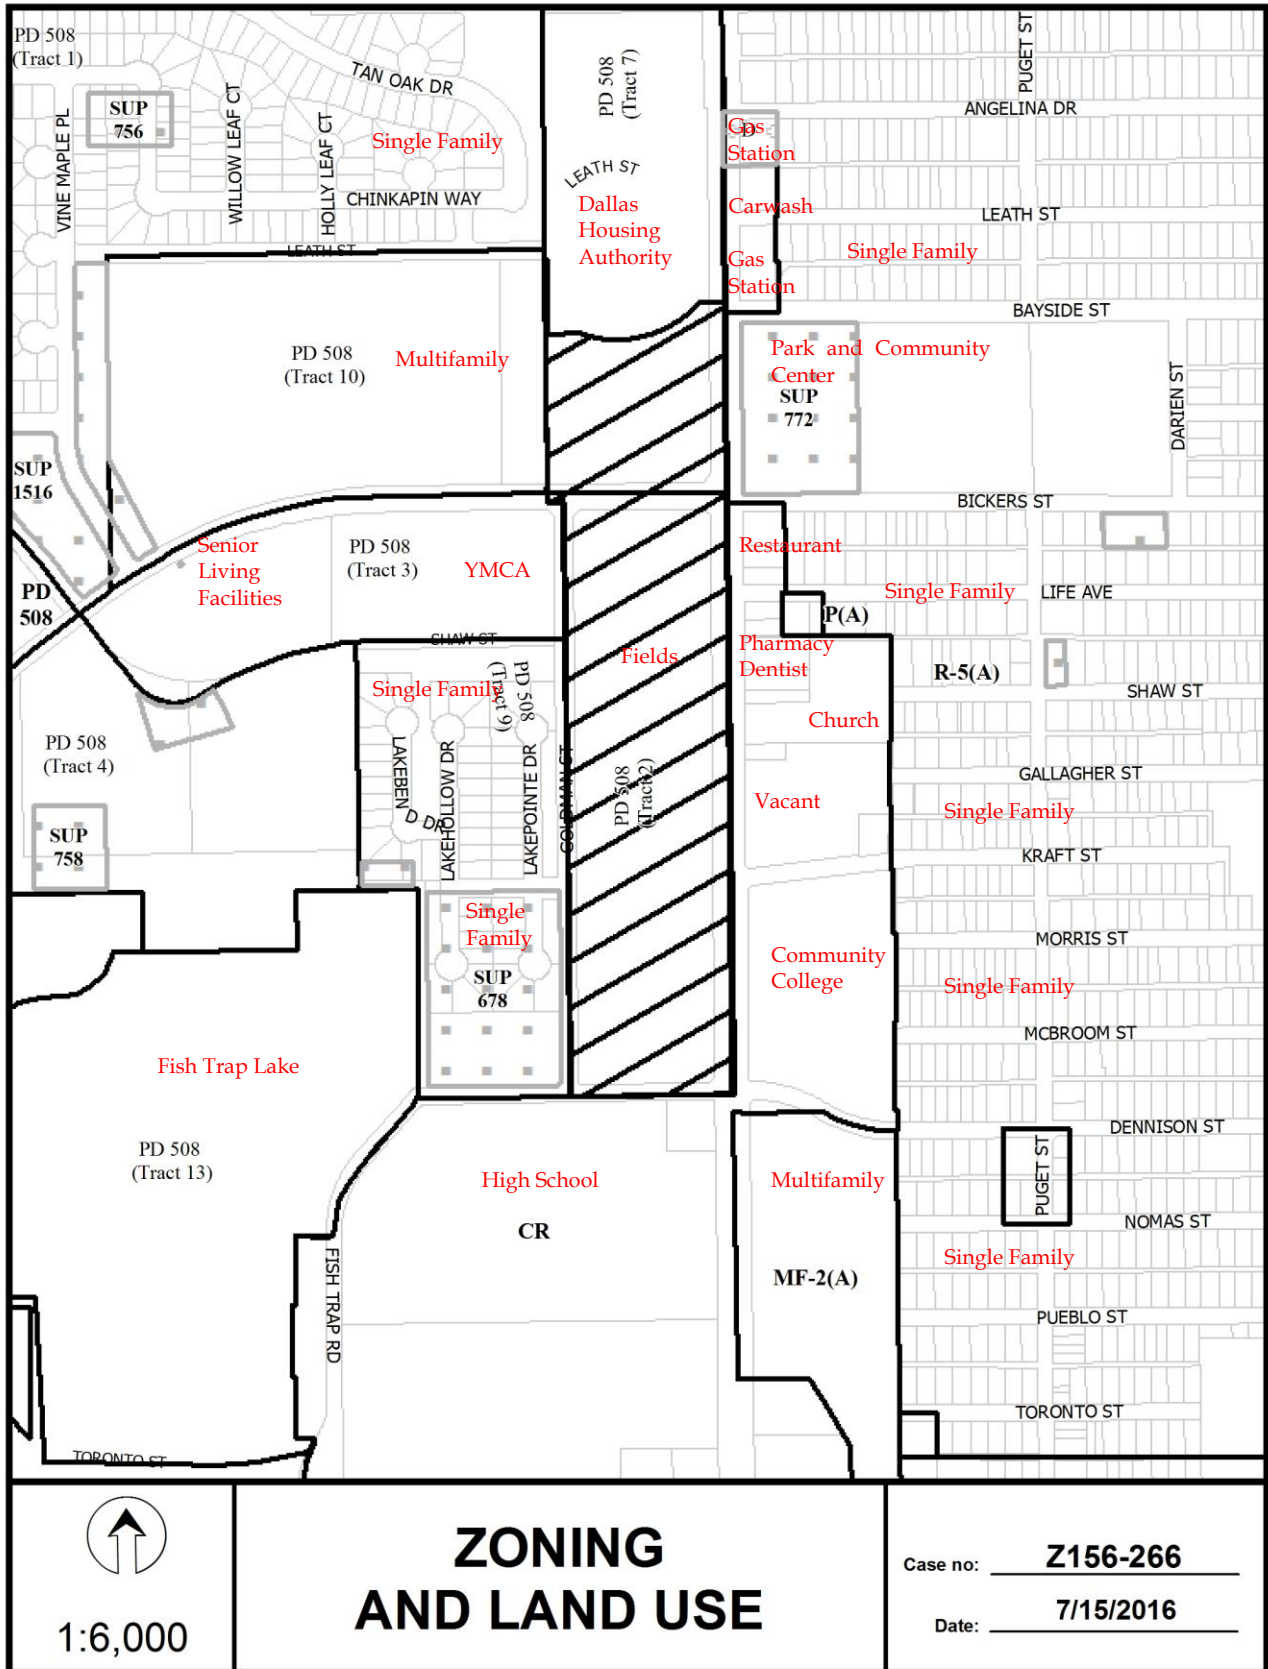 PD 508
(Tract 1)
SUP
756
VINE MAPLE PL
WILLOW LEAF CT
HOLLY LEAF CT
TAN OAK DR
Single Family
CHINKAPIN WAY
LEATH ST
PD 508
(Tract 7)
LEATH ST
Dallas
Housing
Authority
D
Gas
Station
Carwash
Gas
Station
PUGET ST
ANGELINA DR
LEATH ST
Single Family
BAYSIDE ST
PD 508
(Tract 10)
Multifamily
Park and Community
Center
SUP
772
DARIEN ST
BICKERS ST
SUP
1516
PD
508
Senior
Living
Facilities
PD 508
(Tract 3)
YMCA
SHAW ST
Restaurant
Single Family
LIFE AVE
P(A)
Pharmacy
Dentist
R-5(A)
SHAW ST
Church
Fields
Single Family
PD 508
(Tract 9)
LAKEBEND DR
LAKEHOLLOW DR
LAKEPOINTE DR
GOLDMAN ST
PD 508
(Tract 2)
PD 508
(Tract 4)
SUP
758
GALLAGHER ST
Vacant
Single Family
KRAFT ST
Single
Family
SUP
678
MORRIS ST
Community
College
Single Family
MCBROOM ST
Fish Trap Lake
PD 508
(Tract 13)
DENNISON ST
High School
CR
Multifamily
MF-2(A)
PUGET ST
NOMAS ST
Single Family
FISH TRAP RD
PUEBLO ST
TORONTO ST
TORONTO ST
1:6,000
ZONING
AND LAND USE
Case no: Z156-266
Date: 7/15/2016